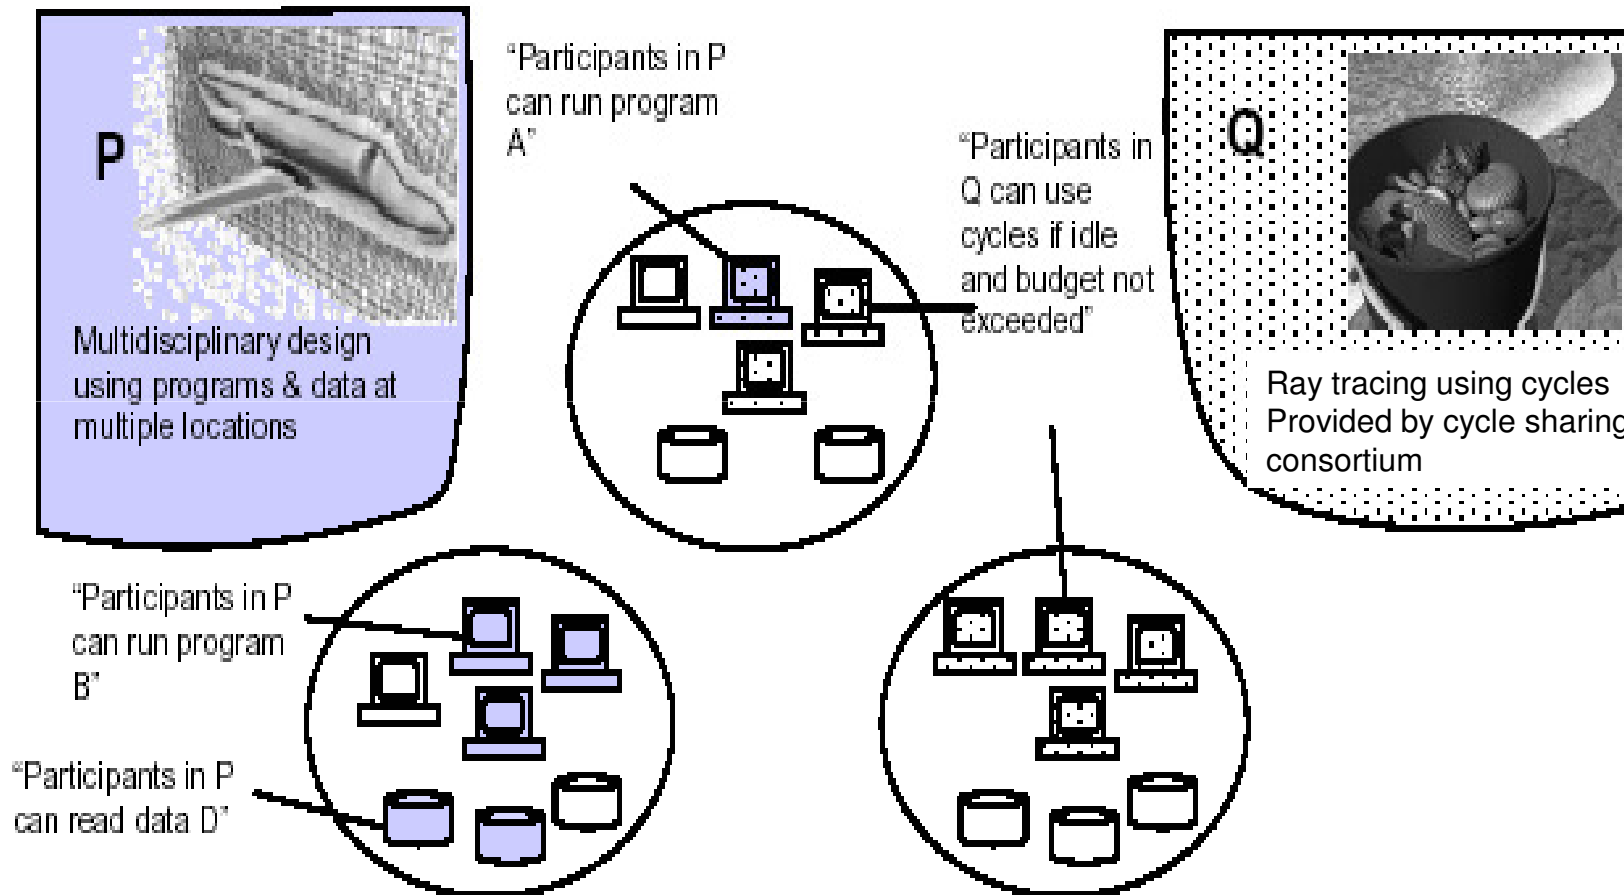 P
Multidisciplinary design
using programs & data at
multiple locations
“Participants in P
can run program
A”
“Participants in
Q can use
cycles if idle
and budget not
exceeded”
Q
Ray tracing using cycles
Provided by cycle sharing
consortium
“Participants in P
can run program
B”
“Participants in P
can read data D”